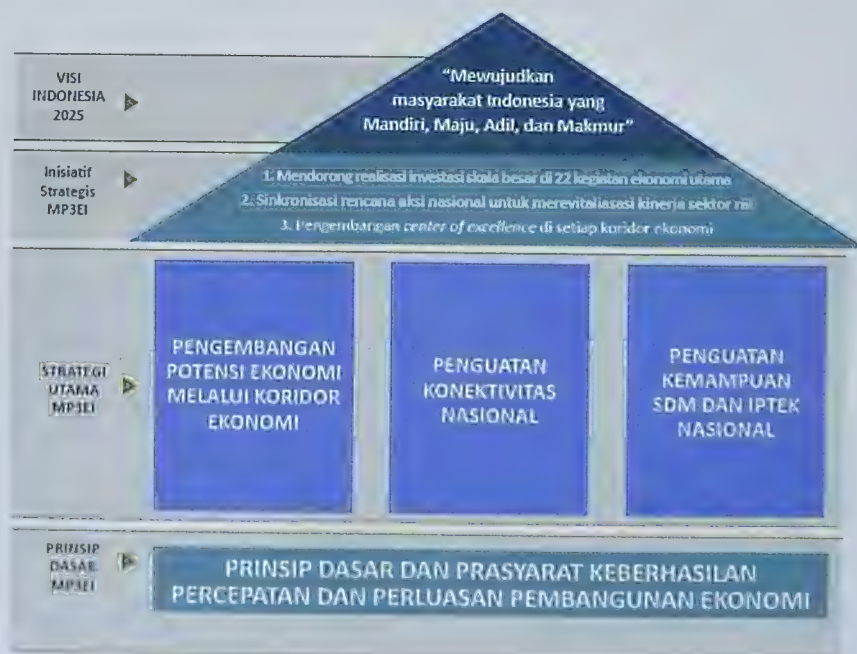 VISI
INDONESIA
2025
"Mewujudkan
masyarakat Indonesia yang
Mandiri, Maju, Adil, dan Makmur"
Inisiatif
Strategis
MP3EI
1. Mendorong realisasi investasi skala besar di 22 kegiatan ekonomi utama
2. Sinkronisasi rencana aksi nasional untuk merevitaliasasi kinerja sektor riil
3. Pengembangan center of excellence di setiap koridor ekonomi
STRATEGI
UTAMA
MP3EI
PENGEMBANGAN
POTENSI EKONOMI
MELALUI KORIDOR
EKONOMI
PENGUATAN
KONEKTIVITAS
NASIONAL
PENGUATAN
KEMAMPUAN
SDM DAN IPTEK
NASIONAL
PRINSIP
DASAR
MP3EI
PRINSIP DASAR DAN PRASYARAT KEBERHASILAN
PERCEPATAN DAN PERLUASAN PEMBANGUNAN EKONOMI